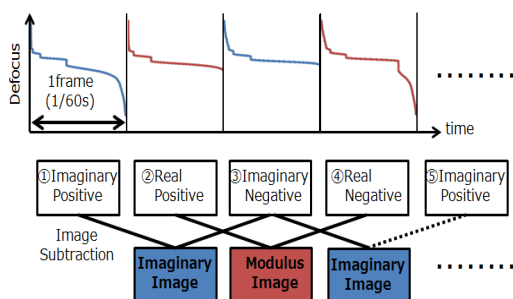 Defocus
1frame
(1/60s)
time
①Imaginary
Positive
②Real
Positive
③Imaginary
Negative
④Real
Negative
⑤Imaginary
Positive
Image
Subtraction
Imaginary
Image
Modulus
Image
Imaginary
Image